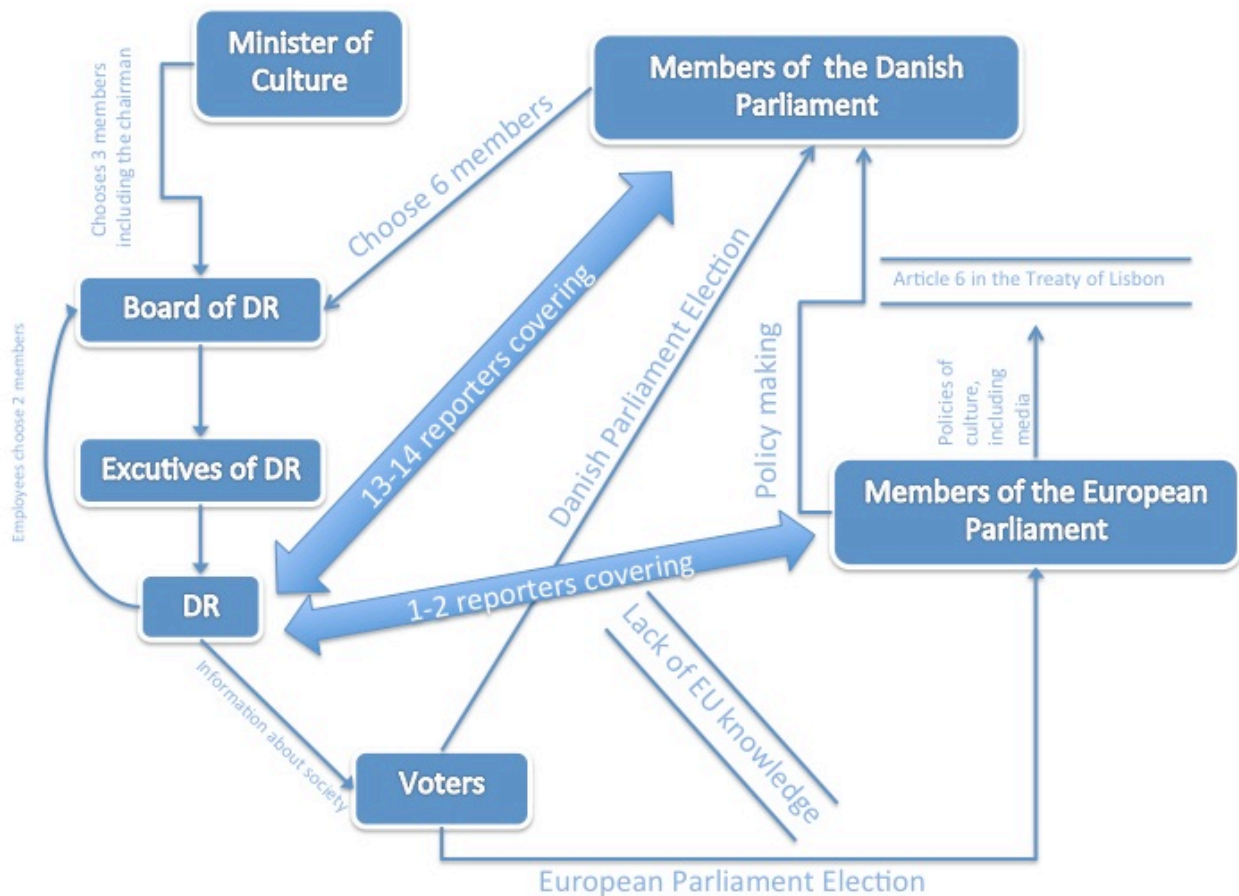 Minister of
Culture
Members of  the Danish
Parliament
Chooses 3 members
including the chairman
Choose 6 members
Board of DR
13-14 reporters covering
Danish Parliament Election
Article 6 in the Treaty of Lisbon
Policy making
Policies of
culture,
including
media
Employees choose 2 members
Excutives of DR
Members of the European
Parliament
DR
1-2 reporters covering
Lack of EU knowledge
Information about society
Voters
European Parliament Election